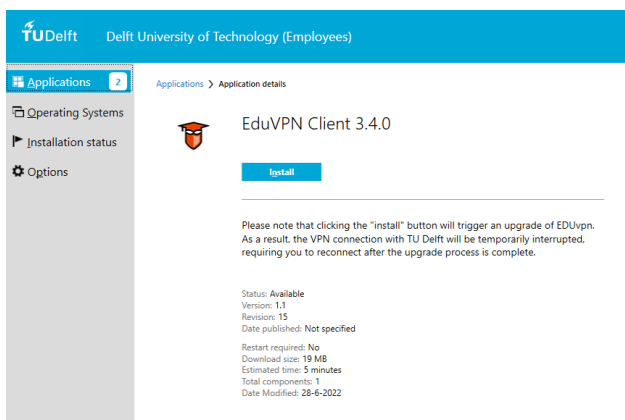 TUDelft
Delft University of Technology (Employees)
Applications 2
Operating Systems
Installation status
Options
Applications > Application details
EduVPN Client 3.4.0
Install
Please note that clicking the "install" button will trigger an upgrade of EDUvpn.
As a result, the VPN connection with TU Delft will be temporarily interrupted,
requiring you to reconnect after the upgrade process is complete.
Status: Available
Version: 1.1
Revision: 15
Date published: Not specified
Restart required: No
Download size: 19 MB
Estimated time: 5 minutes
Total components: 1
Date Modified: 28-6-2022